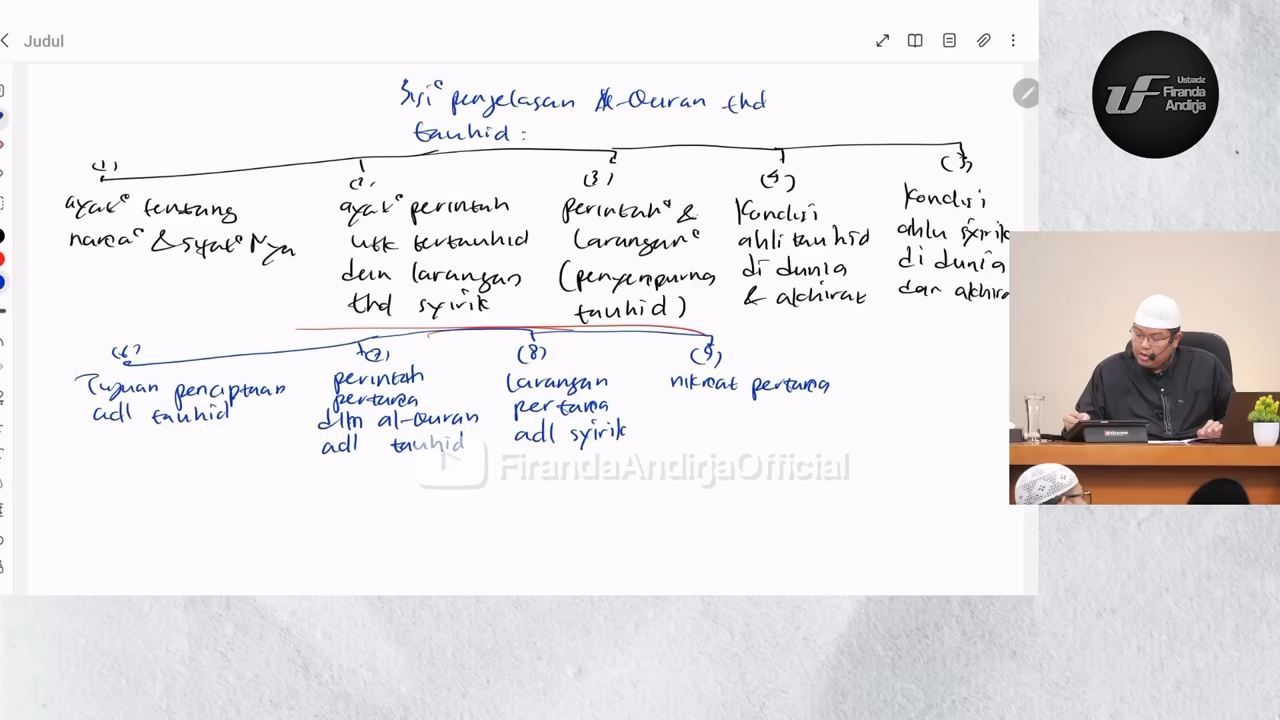 Judul
Ustadz
Firanda
Andirja
Sisi² penjelasan Al-Quran thd
tauhid :
(1)
ayat² tentang
nama² & sifat² Nya
(2)
ayat² perintah
utk bertauhid
dan larangan
thd syirik
(3)
perintah² &
larangan²
(penyempurna
tauhid)
(4)
Kondisi
ahli tauhid
di dunia
& akhirat
(5)
Kondisi
ahlu syirik
di dunia
dan akhira
(6)
Tujuan penciptaan
adl tauhid
(7)
perintah
pertama
dlm al-Quran
adl tauhid
(8)
larangan
pertama
adl syirik
(9)
nikmat pertama
FirandaAndirjaOfficial